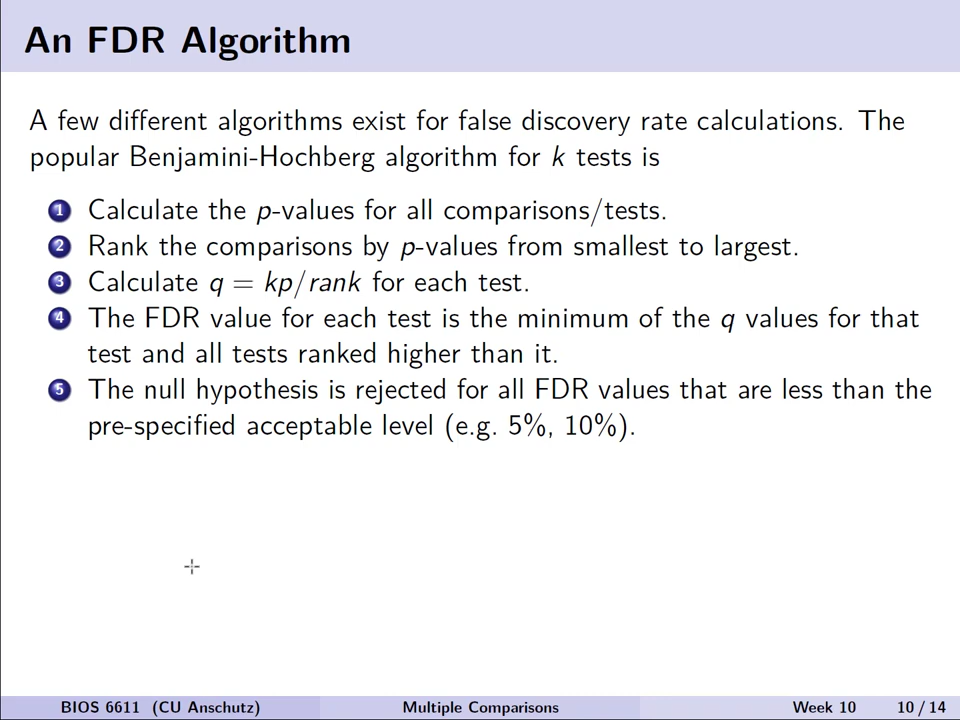 An FDR Algorithm
A few different algorithms exist for false discovery rate calculations. The
popular Benjamini-Hochberg algorithm for k tests is
1 Calculate the p-values for all comparisons/tests.
2 Rank the comparisons by p-values from smallest to largest.
3 Calculate q = kp/rank for each test.
4 The FDR value for each test is the minimum of the q values for that
test and all tests ranked higher than it.
5 The null hypothesis is rejected for all FDR values that are less than the
pre-specified acceptable level (e.g. 5%, 10%).
BIOS 6611 (CU Anschutz) Multiple Comparisons Week 10 10 / 14